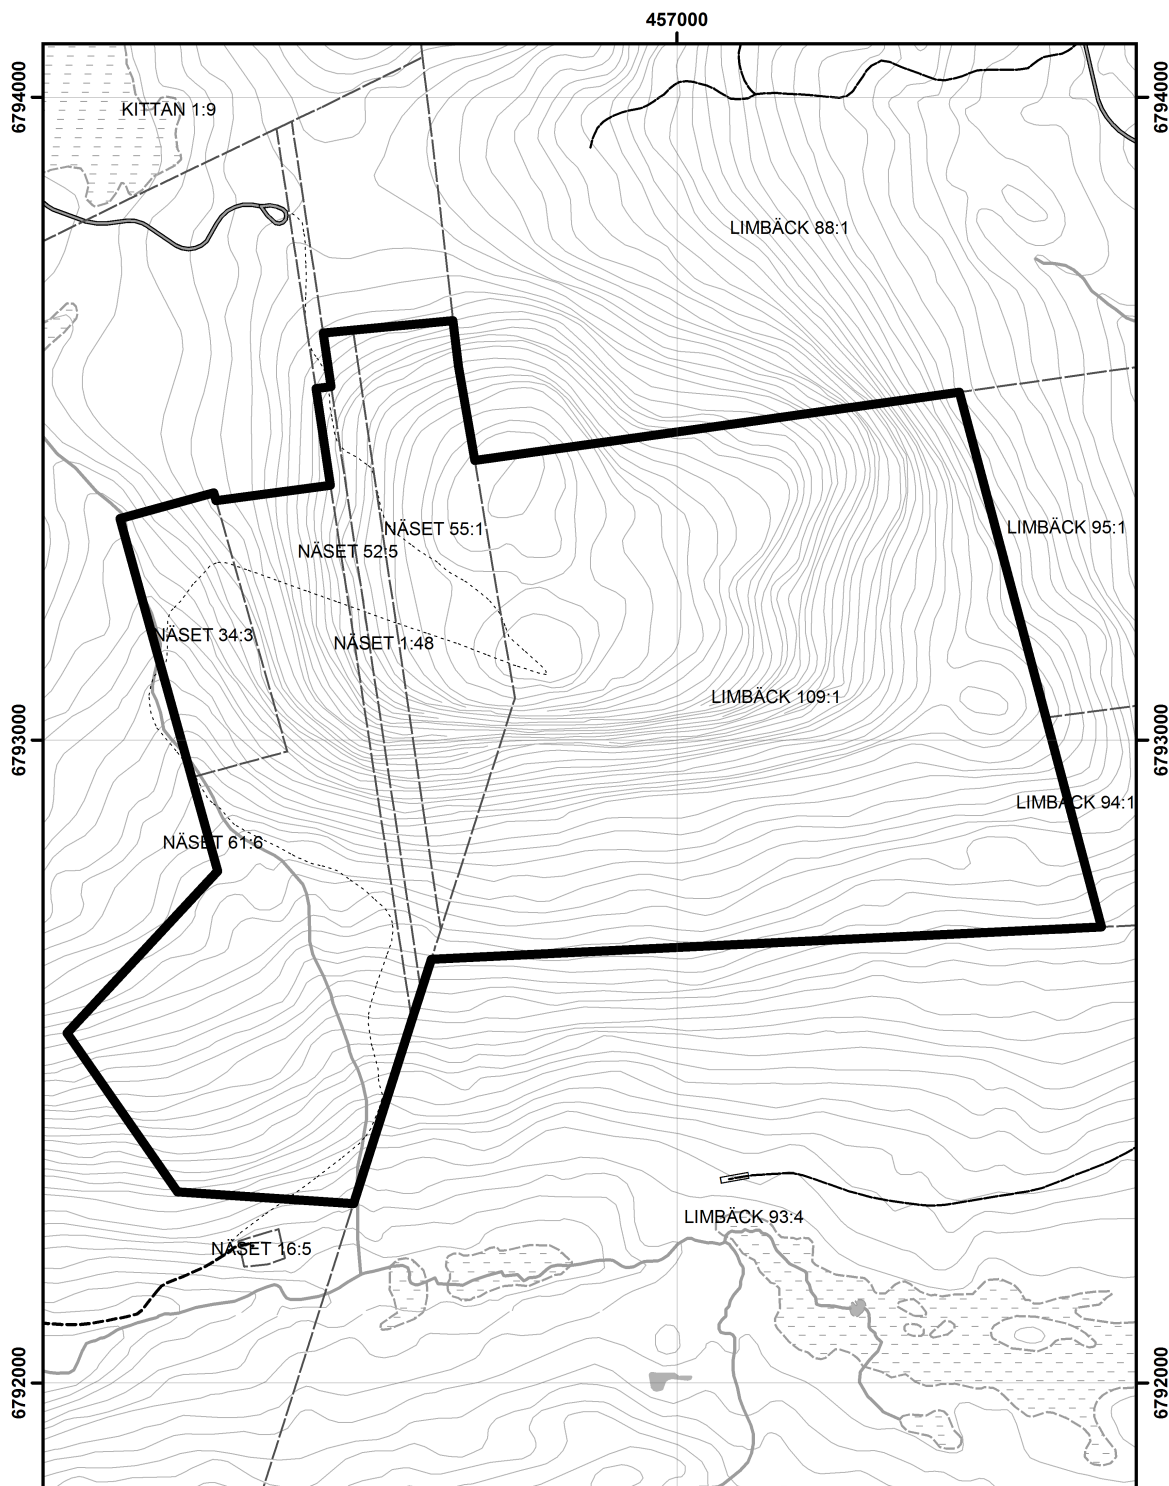 457000
6794000
6794000
KITTAN 1:9
LIMBÄCK 88:1
NÄSET 55:1
LIMBÄCK 95:1
NÄSET 52:5
NÄSET 34:3
NÄSET 1:48
LIMBÄCK 109:1
6793000
6793000
LIMBÄCK 94:1
NÄSET 61:6
LIMBÄCK 93:4
NÄSET 16:5
6792000
6792000